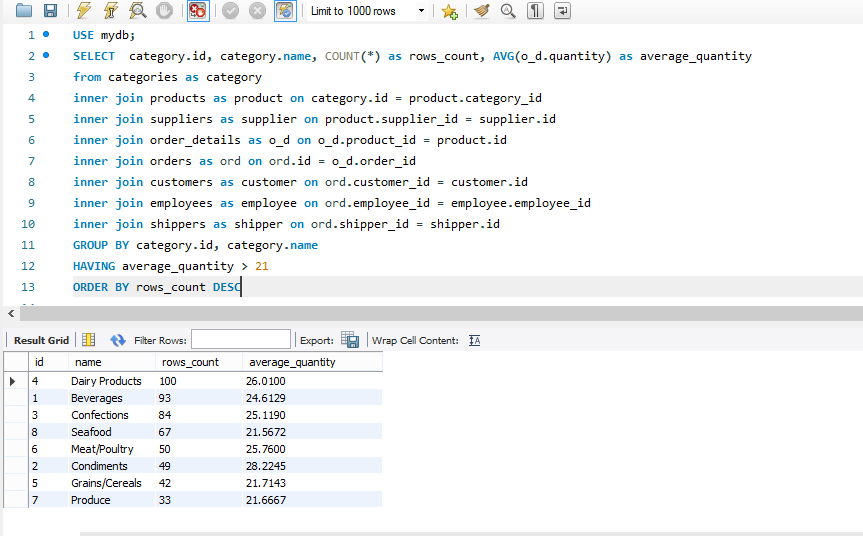 Limit to 1000 rows
1 USE mydb;
2 SELECT  category.id, category.name, COUNT(*) as rows_count, AVG(o_d.quantity) as average_quantity
3 from categories as category
4 inner join products as product on category.id = product.category_id
5 inner join suppliers as supplier on product.supplier_id = supplier.id
6 inner join order_details as o_d on o_d.product_id = product.id
7 inner join orders as ord on ord.id = o_d.order_id
8 inner join customers as customer on ord.customer_id = customer.id
9 inner join employees as employee on ord.employee_id = employee.employee_id
10 inner join shippers as shipper on ord.shipper_id = shipper.id
11 GROUP BY category.id, category.name
12 HAVING average_quantity > 21
13 ORDER BY rows_count DESC
Result Grid Filter Rows: Export: Wrap Cell Content: IA
id name rows_count average_quantity
4 Dairy Products 100 26.0100
1 Beverages 93 24.6129
3 Confections 84 25.1190
8 Seafood 67 21.5672
6 Meat/Poultry 50 25.7600
2 Condiments 49 28.2245
5 Grains/Cereals 42 21.7143
7 Produce 33 21.6667